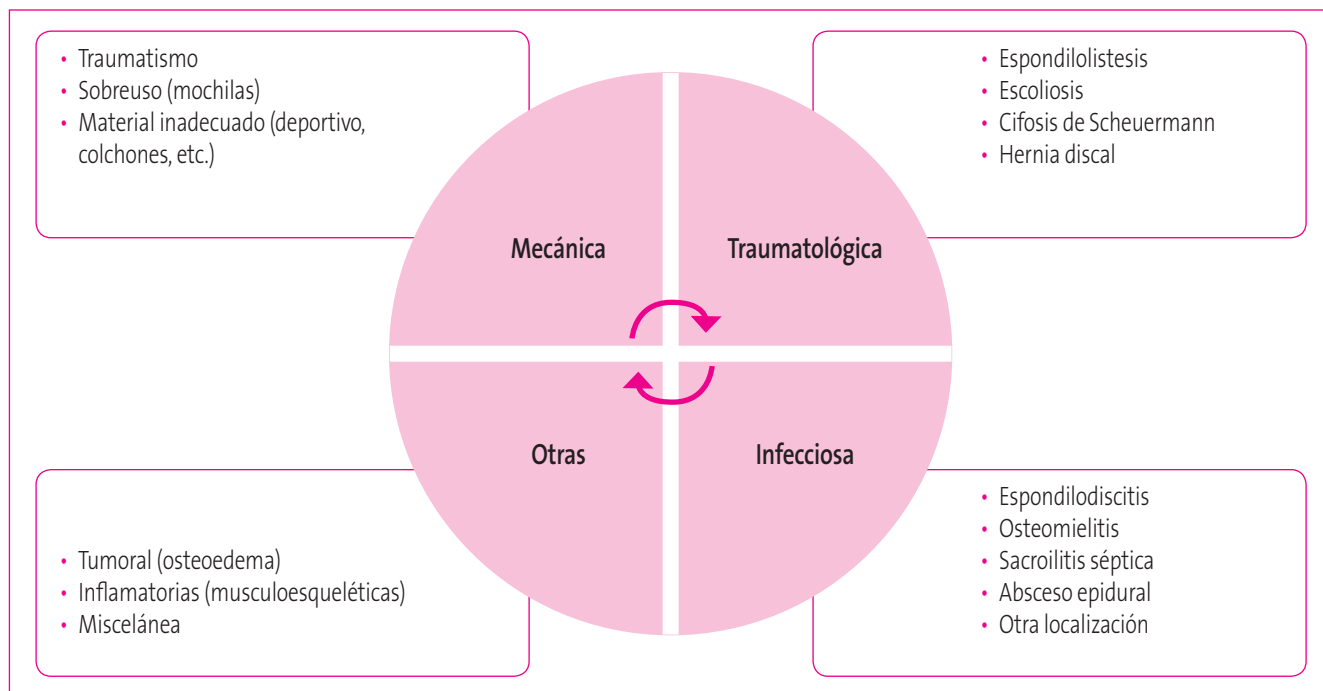 • Traumatismo
• Sobreuso (mochilas)
• Material inadecuado (deportivo,
colchones, etc.)
• Espondilolistesis
• Escoliosis
• Cifosis de Scheuermann
• Hernia discal
Mecánica
Traumatológica
Otras
Infecciosa
• Tumoral (osteoedema)
• Inflamatorias (musculoesqueléticas)
• Miscelánea
• Espondilodiscitis
• Osteomielitis
• Sacroilitis séptica
• Absceso epidural
• Otra localización